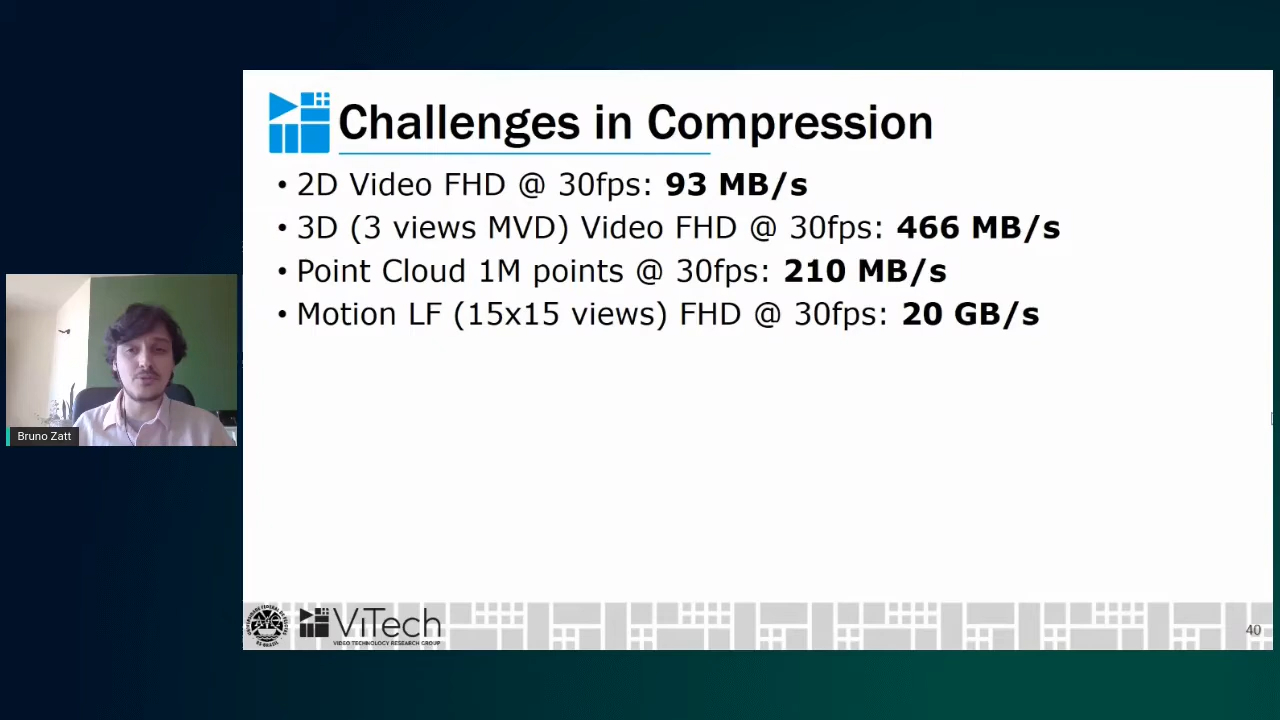 Challenges in Compression
• 2D Video FHD @ 30fps: 93 MB/s
• 3D (3 views MVD) Video FHD @ 30fps: 466 MB/s
• Point Cloud 1M points @ 30fps: 210 MB/s
• Motion LF (15x15 views) FHD @ 30fps: 20 GB/s
Bruno Zatt
ViTech
VIDEO TECHNOLOGY RESEARCH GROUP
40